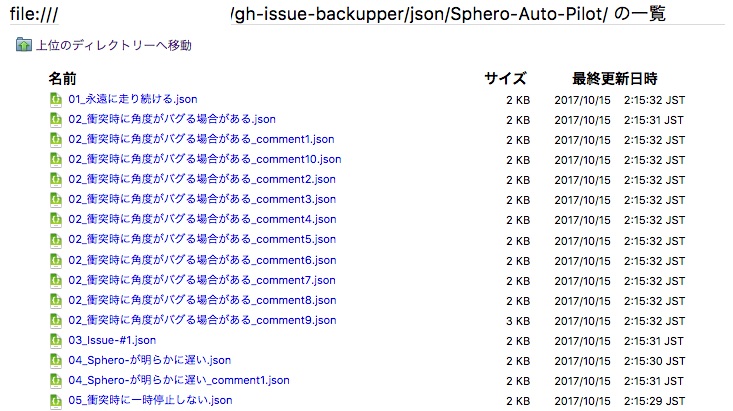 file:/// /gh-issue-backupper/json/Sphero-Auto-Pilot/ の一覧
上位のディレクトリーへ移動
名前 サイズ 最終更新日時
01_永遠に走り続ける.json 2 KB 2017/10/15 2:15:32 JST
02_衝突時に角度がバグる場合がある.json 2 KB 2017/10/15 2:15:31 JST
02_衝突時に角度がバグる場合がある_comment1.json 2 KB 2017/10/15 2:15:32 JST
02_衝突時に角度がバグる場合がある_comment10.json 2 KB 2017/10/15 2:15:32 JST
02_衝突時に角度がバグる場合がある_comment2.json 2 KB 2017/10/15 2:15:32 JST
02_衝突時に角度がバグる場合がある_comment3.json 2 KB 2017/10/15 2:15:32 JST
02_衝突時に角度がバグる場合がある_comment4.json 2 KB 2017/10/15 2:15:32 JST
02_衝突時に角度がバグる場合がある_comment5.json 2 KB 2017/10/15 2:15:32 JST
02_衝突時に角度がバグる場合がある_comment6.json 2 KB 2017/10/15 2:15:32 JST
02_衝突時に角度がバグる場合がある_comment7.json 2 KB 2017/10/15 2:15:32 JST
02_衝突時に角度がバグる場合がある_comment8.json 2 KB 2017/10/15 2:15:32 JST
02_衝突時に角度がバグる場合がある_comment9.json 3 KB 2017/10/15 2:15:32 JST
03_Issue-#1.json 2 KB 2017/10/15 2:15:31 JST
04_Sphero-が明らかに遅い.json 2 KB 2017/10/15 2:15:30 JST
04_Sphero-が明らかに遅い_comment1.json 2 KB 2017/10/15 2:15:31 JST
05_衝突時に一時停止しない.json 2 KB 2017/10/15 2:15:29 JST